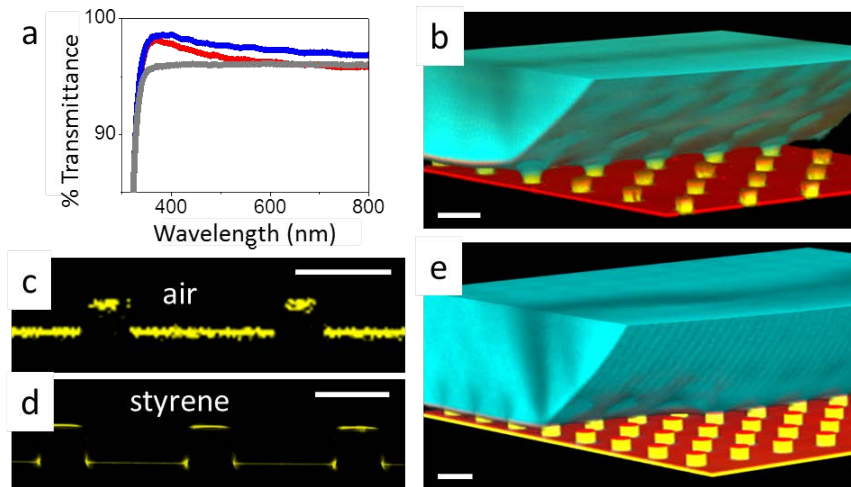 a
100
90
% Transmittance
400
600
800
Wavelength (nm)
b
c
air
d
styrene
e